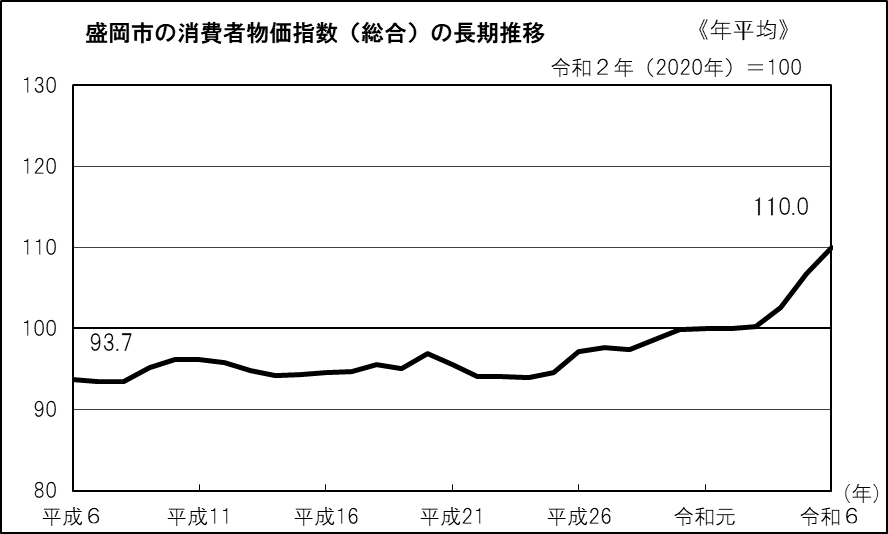 盛岡市の消費者物価指数（総合）の長期推移
《年平均》
令和２年（2020年）＝100
130
120
110.0
110
100
93.7
90
80
（年）
平成６ 平成11 平成16 平成21 平成26 令和元 令和６